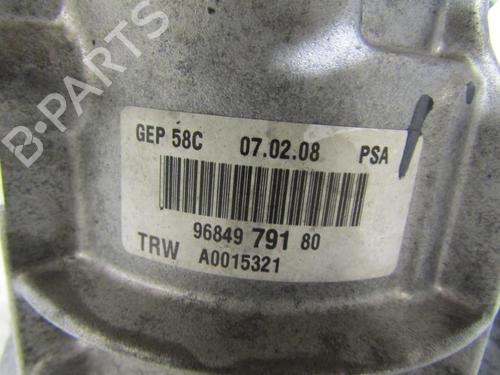 B-PARTS
GEP 58C 07.02.08 PSA
96849 791 80
TRW A0015321